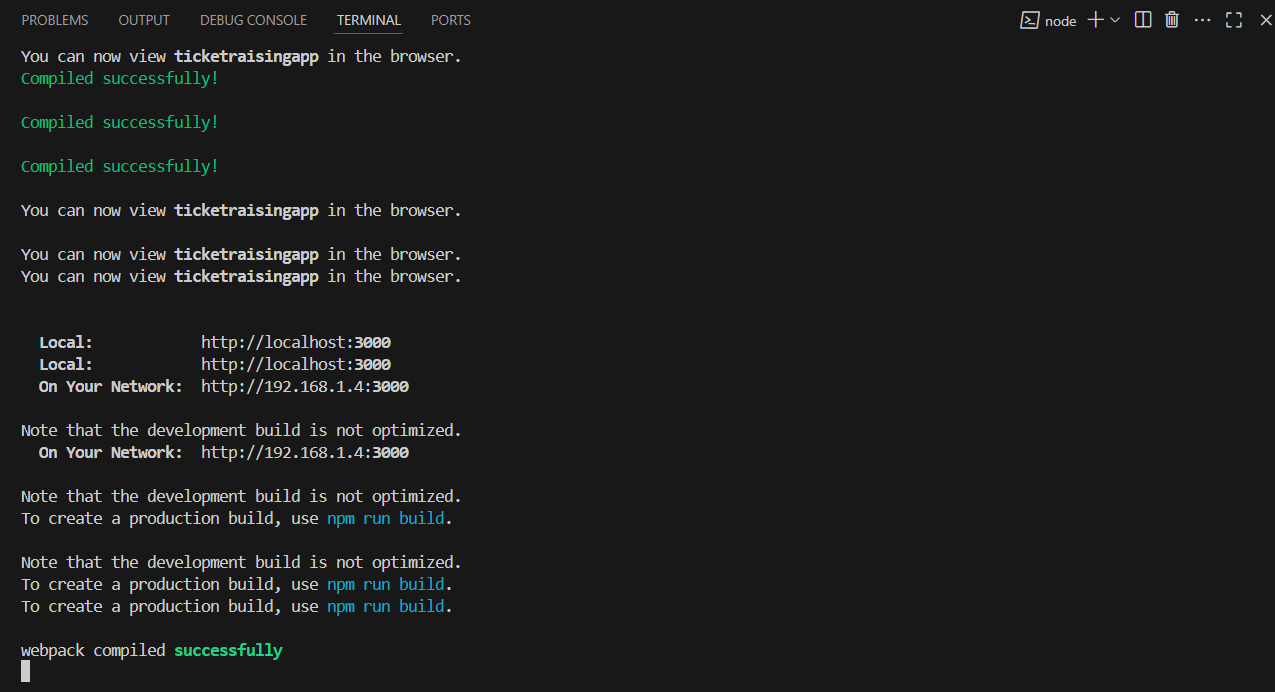 PROBLEMS OUTPUT DEBUG CONSOLE TERMINAL PORTS node
You can now view ticketraisingapp in the browser.
Compiled successfully!
Compiled successfully!
Compiled successfully!
You can now view ticketraisingapp in the browser.
You can now view ticketraisingapp in the browser.
You can now view ticketraisingapp in the browser.
Local: http://localhost:3000
Local: http://localhost:3000
On Your Network: http://192.168.1.4:3000
Note that the development build is not optimized.
On Your Network: http://192.168.1.4:3000
Note that the development build is not optimized.
To create a production build, use npm run build.
Note that the development build is not optimized.
To create a production build, use npm run build.
To create a production build, use npm run build.
webpack compiled successfully